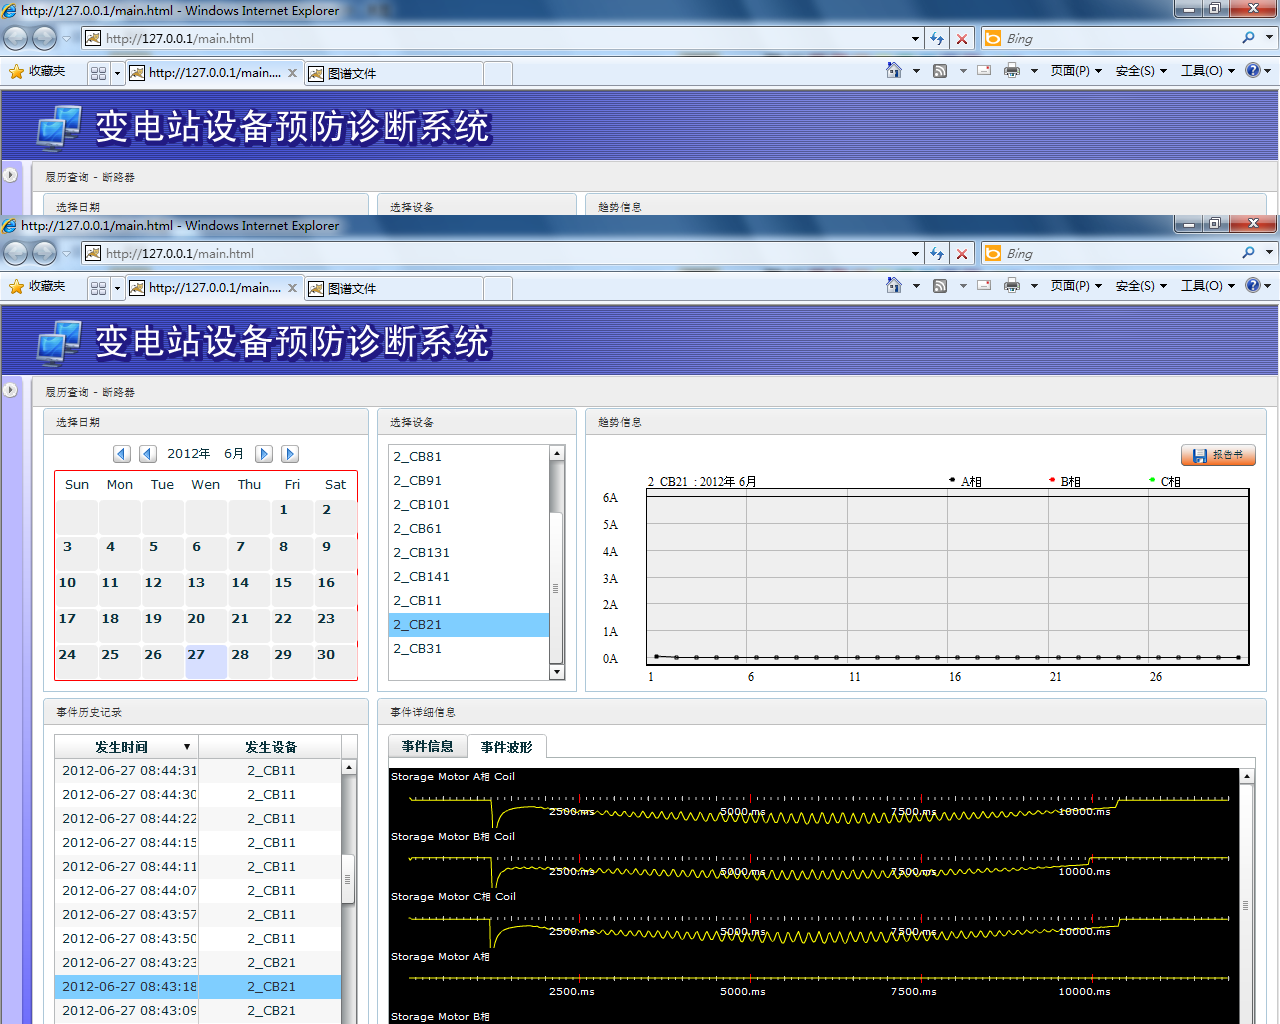 http://127.0.0.1/main.html - Windows Internet Explorer
http://127.0.0.1/main.html
Bing
收藏夹
http://127.0.0.1/main....
图谱文件
页面(P)
安全(S)
工具(O)
变电站设备预防诊断系统
履历查询 - 断路器
选择日期
选择设备
趋势信息
http://127.0.0.1/main.html - Windows Internet Explorer
http://127.0.0.1/main.html
Bing
收藏夹
http://127.0.0.1/main....
图谱文件
页面(P)
安全(S)
工具(O)
变电站设备预防诊断系统
履历查询 - 断路器
选择日期
2012年 6月
Sun Mon Tue Wen Thu Fri Sat
1 2
3 4 5 6 7 8 9
10 11 12 13 14 15 16
17 18 19 20 21 22 23
24 25 26 27 28 29 30
选择设备
2_CB81
2_CB91
2_CB101
2_CB61
2_CB131
2_CB141
2_CB11
2_CB21
2_CB31
趋势信息
报告书
2_CB21 : 2012年 6月
A相 B相 C相
6A
5A
4A
3A
2A
1A
0A
1 6 11 16 21 26
事件历史记录
发生时间 发生设备
2012-06-27 08:44:31 2_CB11
2012-06-27 08:44:30 2_CB11
2012-06-27 08:44:22 2_CB11
2012-06-27 08:44:15 2_CB11
2012-06-27 08:44:11 2_CB11
2012-06-27 08:44:07 2_CB11
2012-06-27 08:43:57 2_CB11
2012-06-27 08:43:50 2_CB11
2012-06-27 08:43:23 2_CB21
2012-06-27 08:43:18 2_CB21
2012-06-27 08:43:09 2_CB21
事件详细信息
事件信息 事件波形
Storage Motor A相 Coil
2500.ms 5000.ms 7500.ms 10000.ms
Storage Motor B相 Coil
2500.ms 5000.ms 7500.ms 10000.ms
Storage Motor C相 Coil
2500.ms 5000.ms 7500.ms 10000.ms
Storage Motor A相
2500.ms 5000.ms 7500.ms 10000.ms
Storage Motor B相